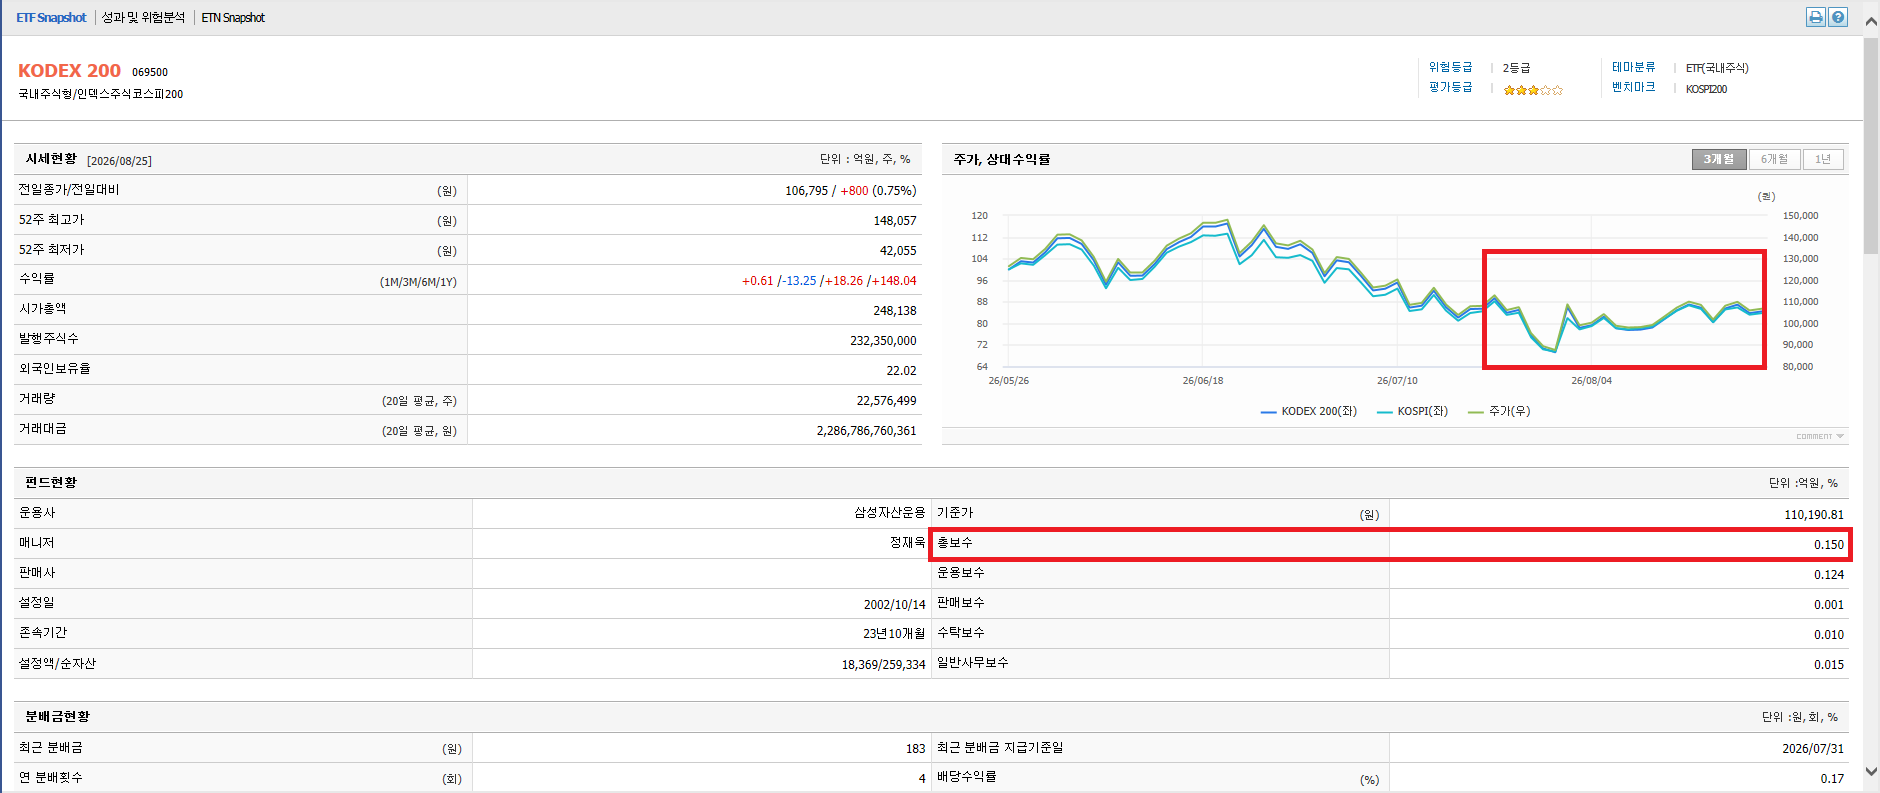 ETF Snapshot | 성과 및 위험분석 | ETN Snapshot
KODEX 200 069500
국내주식형/인덱스주식코스피200
위험등급 | 2등급
평가등급 |
테마분류 | ETF(국내주식)
벤치마크 | KOSPI200
시세현황 [2026/08/25] 단위 : 억원, 주, %
전일종가/전일대비 (원) 106,795 / +800 (0.75%)
52주 최고가 (원) 148,057
52주 최저가 (원) 42,055
수익률 (1M/3M/6M/1Y) +0.61 /-13.25 /+18.26 /+148.04
시가총액 248,138
발행주식수 232,350,000
외국인보유율 22.02
거래량 (20일 평균, 주) 22,576,499
거래대금 (20일 평균, 원) 2,286,786,760,361
주가, 상대수익률 3개월 6개월 1년
(원)
120 150,000
112 140,000
104 130,000
96 120,000
88 110,000
80 100,000
72 90,000
64 80,000
26/05/26 26/06/18 26/07/10 26/08/04
KODEX 200(좌) KOSPI(좌) 주가(우)
COMMENT
펀드현황 단위 :억원, %
운용사 삼성자산운용 기준가 (원) 110,190.81
매니저 정재욱 총보수 0.150
판매사 운용보수 0.124
설정일 2002/10/14 판매보수 0.001
존속기간 23년10개월 수탁보수 0.010
설정액/순자산 18,369/259,334 일반사무보수 0.015
분배금현황 단위 :원, 회, %
최근 분배금 (원) 183 최근 분배금 지급기준일 2026/07/31
연 분배횟수 (회) 4 배당수익률 (%) 0.17